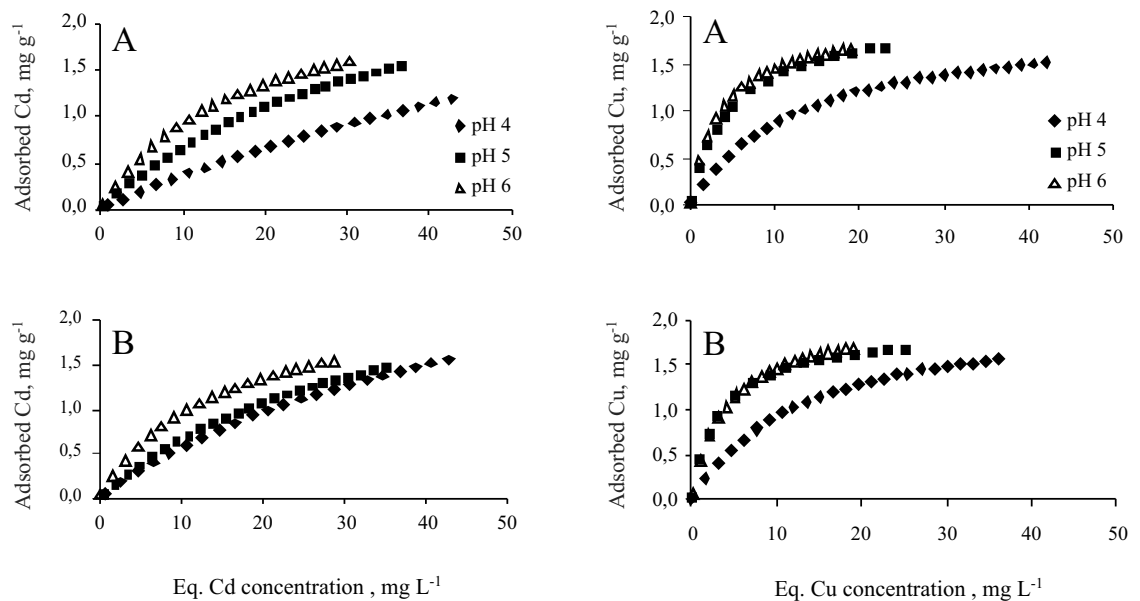 A
Adsorbed Cd, mg g-1
2,0
1,5
1,0
0,5
0,0
0
10
20
30
40
50
pH 4
pH 5
pH 6
A
Adsorbed Cu, mg g-1
2,0
1,5
1,0
0,5
0,0
0
10
20
30
40
50
pH 4
pH 5
pH 6
B
Adsorbed Cd, mg g-1
2,0
1,5
1,0
0,5
0,0
0
10
20
30
40
50
Eq. Cd concentration , mg L-1
B
Adsorbed Cu, mg g-1
2,0
1,5
1,0
0,5
0,0
0
10
20
30
40
50
Eq. Cu concentration , mg L-1